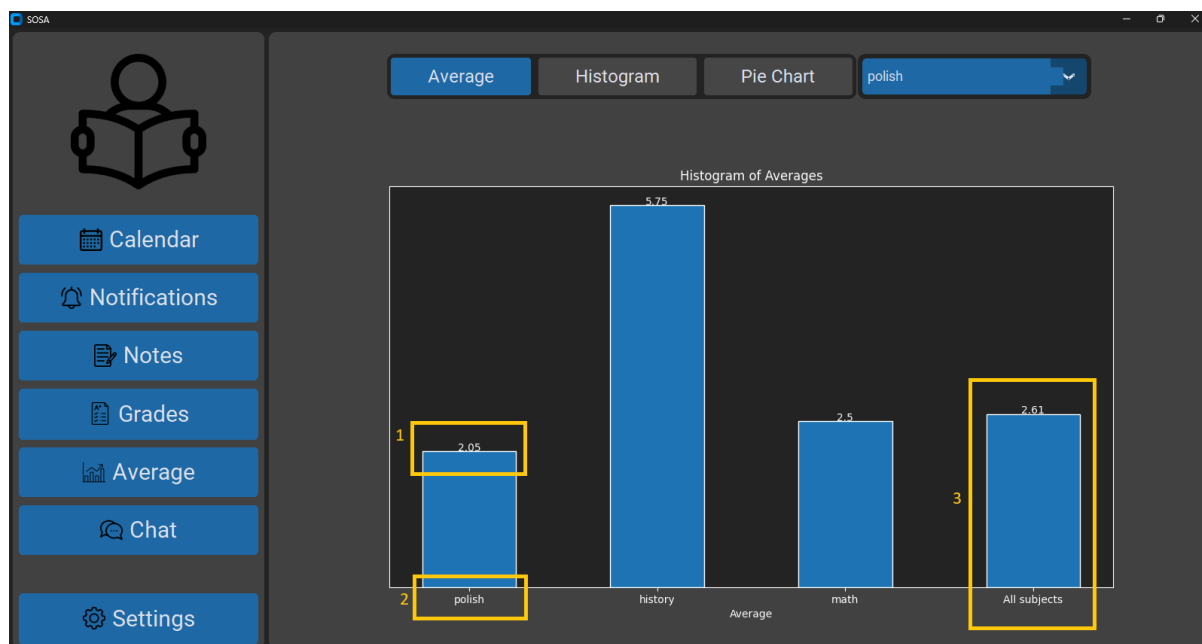 SOSA
Average Histogram Pie Chart polish
Calendar
Notifications
Notes
Grades
Average
Chat
Settings
Histogram of Averages
5.75
2.61
2.5
1
2.05
3
2
polish history math All subjects
Average